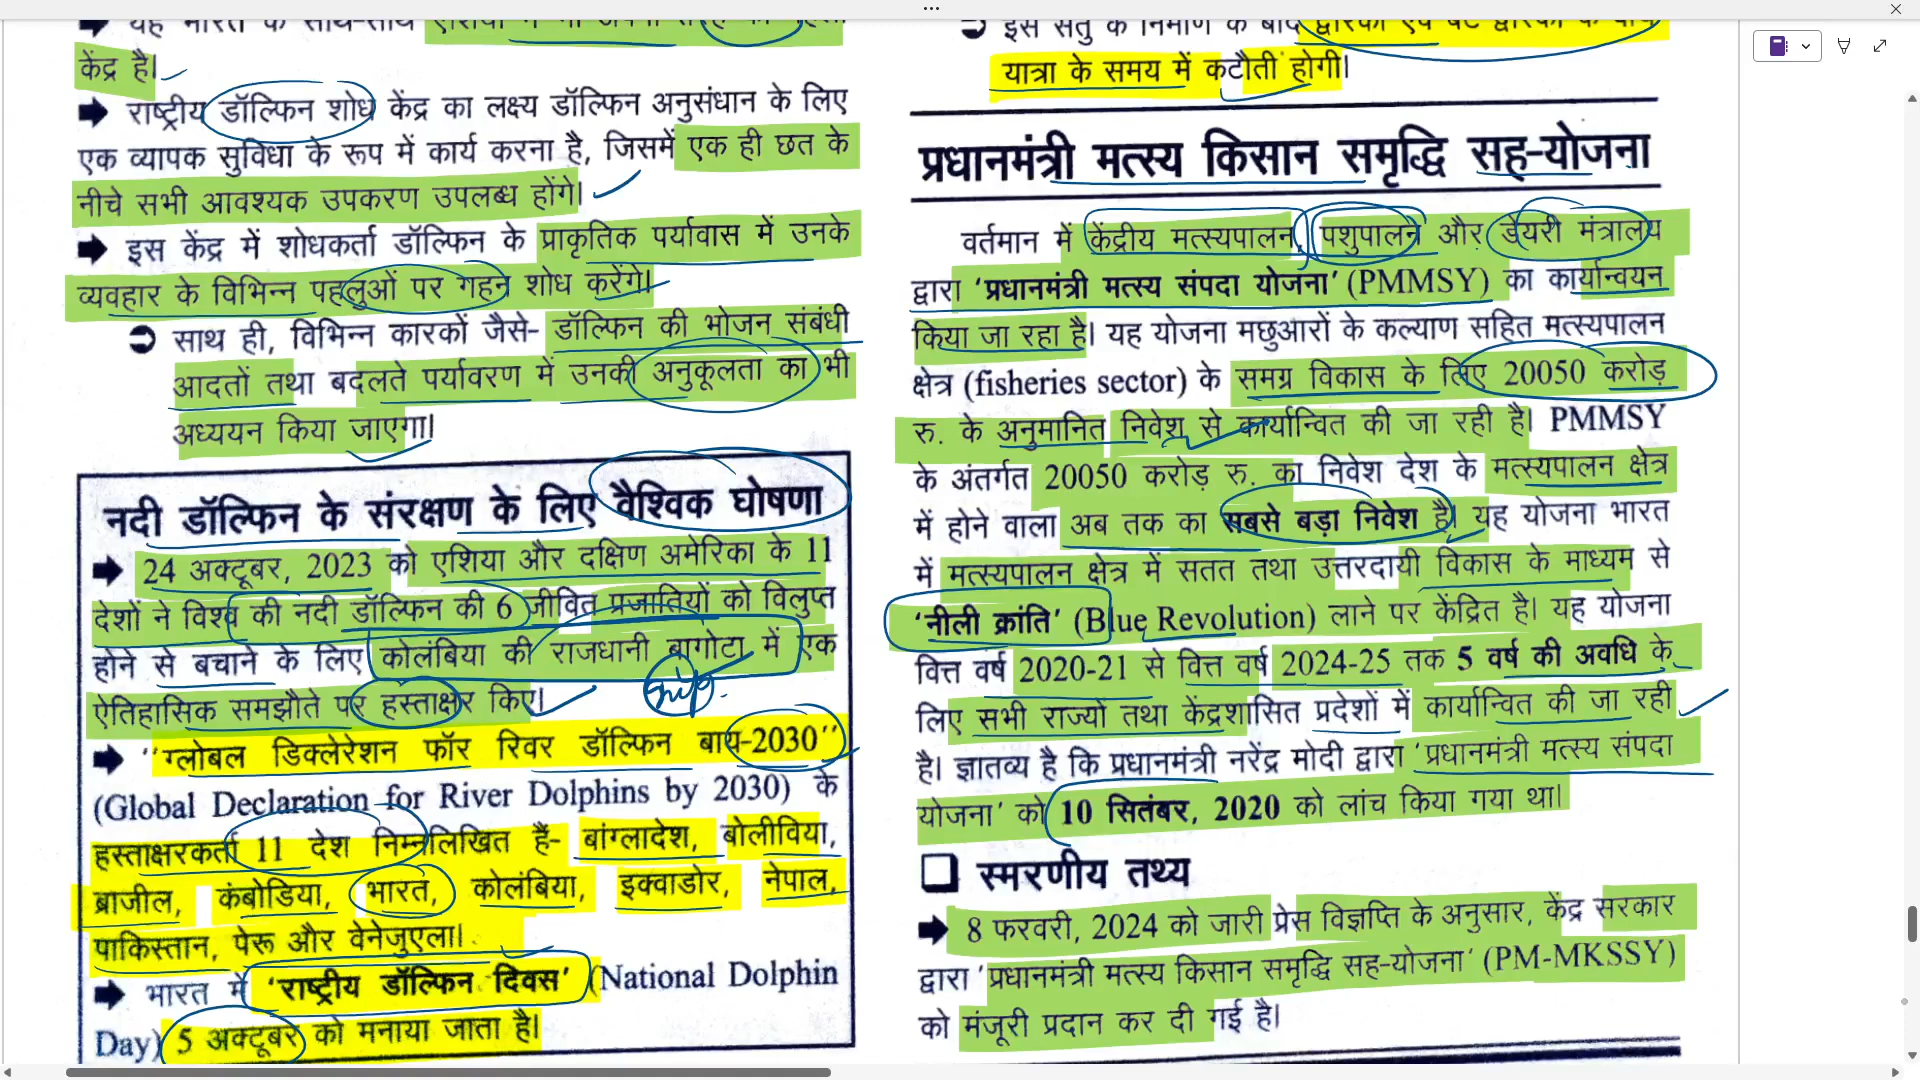 केंद्र है।
➡ राष्ट्रीय डॉल्फिन शोध केंद्र का लक्ष्य डॉल्फिन अनुसंधान के लिए
एक व्यापक सुविधा के रूप में कार्य करना है, जिसमें एक ही छत के
नीचे सभी आवश्यक उपकरण उपलब्ध होंगे।
➡ इस केंद्र में शोधकर्ता डॉल्फिन के प्राकृतिक पर्यावास में उनके
व्यवहार के विभिन्न पहलुओं पर गहन शोध करेंगे।
साथ ही, विभिन्न कारकों जैसे- डॉल्फिन की भोजन संबंधी
आदतों तथा बदलते पर्यावरण में उनकी अनुकूलता का भी
अध्ययन किया जाएगा।
नदी डॉल्फिन के संरक्षण के लिए वैश्विक घोषणा
➡ 24 अक्टूबर, 2023 को एशिया और दक्षिण अमेरिका के 11
देशों ने विश्व की नदी डॉल्फिन की 6 जीवित प्रजातियों को विलुप्त
होने से बचाने के लिए कोलंबिया की राजधानी बागोटा में एक
ऐतिहासिक समझौते पर हस्ताक्षर किए।
➡ ''ग्लोबल डिक्लेरेशन फॉर रिवर डॉल्फिन बाय-2030''
(Global Declaration for River Dolphins by 2030) के
हस्ताक्षरकर्ता 11 देश निम्नलिखित हैं- बांग्लादेश, बोलीविया,
ब्राजील, कंबोडिया, भारत, कोलंबिया, इक्वाडोर, नेपाल,
पाकिस्तान, पेरू और वेनेजुएला।
➡ भारत में 'राष्ट्रीय डॉल्फिन दिवस' (National Dolphin
Day) 5 अक्टूबर को मनाया जाता है।
इस सेतु के निर्माण के बाद द्वारका एवं बेट द्वारका के बीच
यात्रा के समय में कटौती होगी।
प्रधानमंत्री मत्स्य किसान समृद्धि सह-योजना
वर्तमान में केंद्रीय मत्स्यपालन, पशुपालन और डेयरी मंत्रालय
द्वारा 'प्रधानमंत्री मत्स्य संपदा योजना' (PMMSY) का कार्यान्वयन
किया जा रहा है। यह योजना मछुआरों के कल्याण सहित मत्स्यपालन
क्षेत्र (fisheries sector) के समग्र विकास के लिए 20050 करोड़
रु. के अनुमानित निवेश से कार्यान्वित की जा रही है। PMMSY
के अंतर्गत 20050 करोड़ रु. का निवेश देश के मत्स्यपालन क्षेत्र
में होने वाला अब तक का सबसे बड़ा निवेश है। यह योजना भारत
में मत्स्यपालन क्षेत्र में सतत तथा उत्तरदायी विकास के माध्यम से
'नीली क्रांति' (Blue Revolution) लाने पर केंद्रित है। यह योजना
वित्त वर्ष 2020-21 से वित्त वर्ष 2024-25 तक 5 वर्ष की अवधि के
लिए सभी राज्यों तथा केंद्रशासित प्रदेशों में कार्यान्वित की जा रही
है। ज्ञातव्य है कि प्रधानमंत्री नरेंद्र मोदी द्वारा 'प्रधानमंत्री मत्स्य संपदा
योजना' को 10 सितंबर, 2020 को लांच किया गया था।
❑ स्मरणीय तथ्य
➡ 8 फरवरी, 2024 को जारी प्रेस विज्ञप्ति के अनुसार, केंद्र सरकार
द्वारा 'प्रधानमंत्री मत्स्य किसान समृद्धि सह-योजना' (PM-MKSSY)
को मंजूरी प्रदान कर दी गई है।